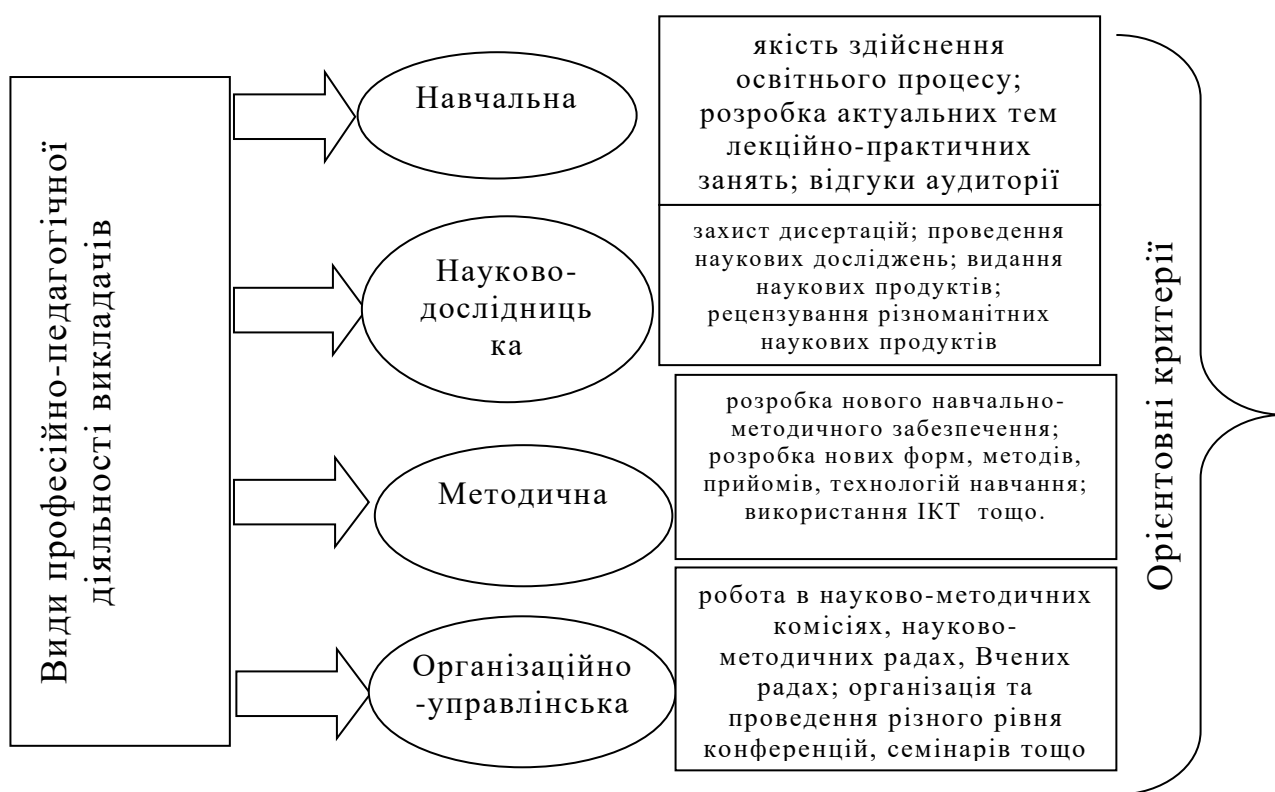 Види професійно-педагогічної
діяльності викладачів
Навчальна
якість здійснення
освітнього процесу;
розробка актуальних тем
лекційно-практичних
занять; відгуки аудиторії
Науково-
дослідниць
ка
захист дисертацій; проведення
наукових досліджень; видання
наукових продуктів;
рецензування різноманітних
наукових продуктів
Методична
розробка нового навчально-
методичного забезпечення;
розробка нових форм, методів,
прийомів, технологій навчання;
використання ІКТ тощо.
Організаційно
-управлінська
робота в науково-методичних
комісіях, науково-
методичних радах, Вчених
радах; організація та
проведення різного рівня
конференцій, семінарів тощо
Орієнтовні критерії